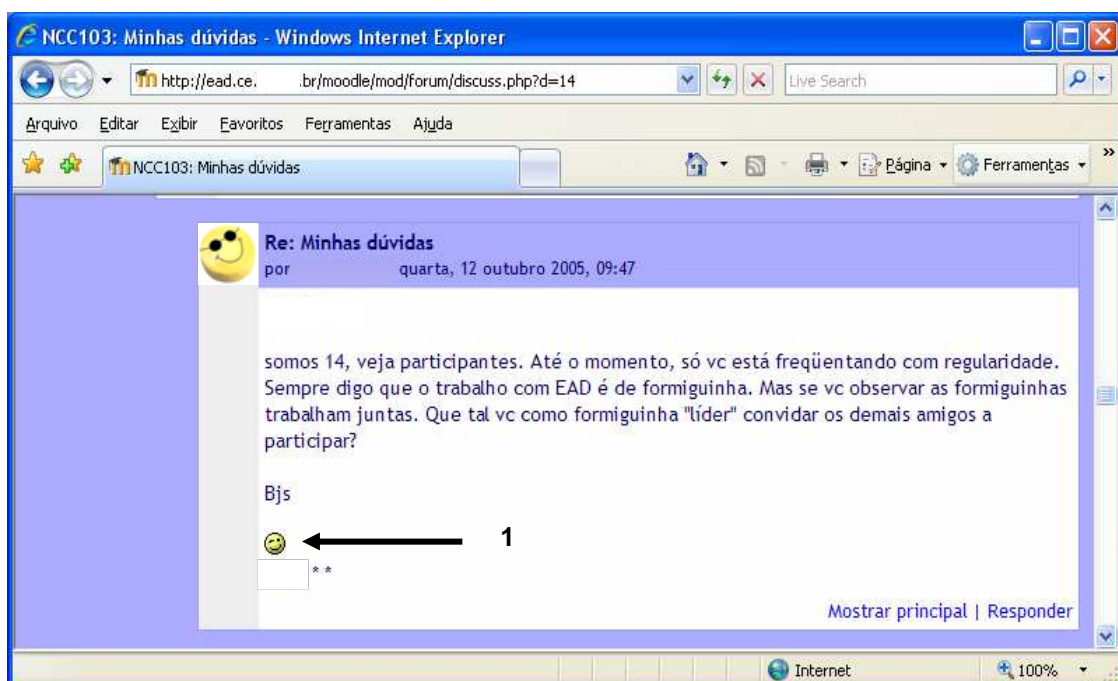 NCC103: Minhas dúvidas - Windows Internet Explorer
http://ead.ce. .br/moodle/mod/forum/discuss.php?d=14
Live Search
Arquivo Editar Exibir Favoritos Ferramentas Ajuda
NCC103: Minhas dúvidas
Página
Ferramentas
Re: Minhas dúvidas
por quarta, 12 outubro 2005, 09:47
somos 14, veja participantes. Até o momento, só vc está freqüentando com regularidade.
Sempre digo que o trabalho com EAD é de formiguinha. Mas se vc observar as formiguinhas
trabalham juntas. Que tal vc como formiguinha "líder" convidar os demais amigos a
participar?
Bjs
1
* *
Mostrar principal | Responder
Internet
100%